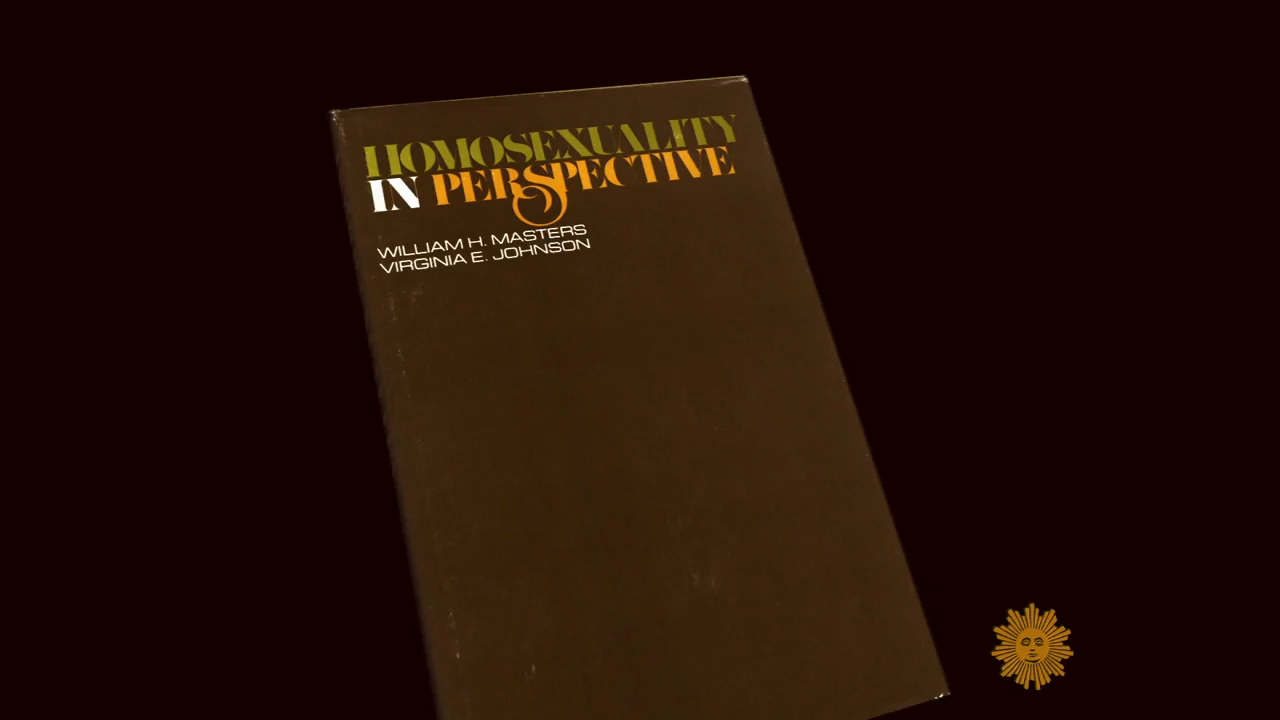 HOMOSEXUALITY
IN PERSPECTIVE
WILLIAM H. MASTERS
VIRGINIA E. JOHNSON